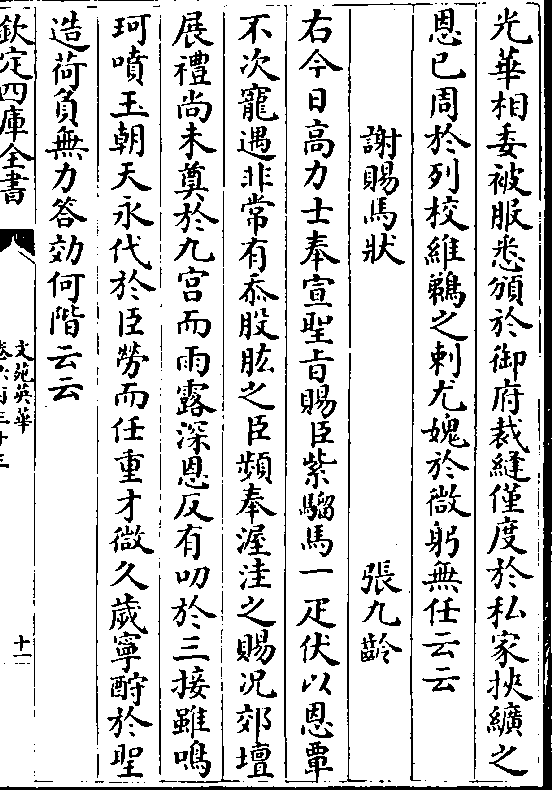 光華相委被服悉頒於御府裁縫僅度於私家挾纊之
恩已周於列校維鵜之刺尤媿於微躬無任云云
謝賜馬狀　張九齡
右今日高力士奉宣聖旨賜臣紫騮馬一疋伏以恩覃
不次寵遇非常有忝股肱之臣頻奉渥洼之賜况郊壇
展禮尚未奠於九宮而雨露深恩反有叨於三接雖鳴
珂噴玉朝天永代於臣勞而任重才微久歲寧酧於聖
造荷負無力答効何階云云
欽定四庫全書
文苑英華
卷六百三十三
十一